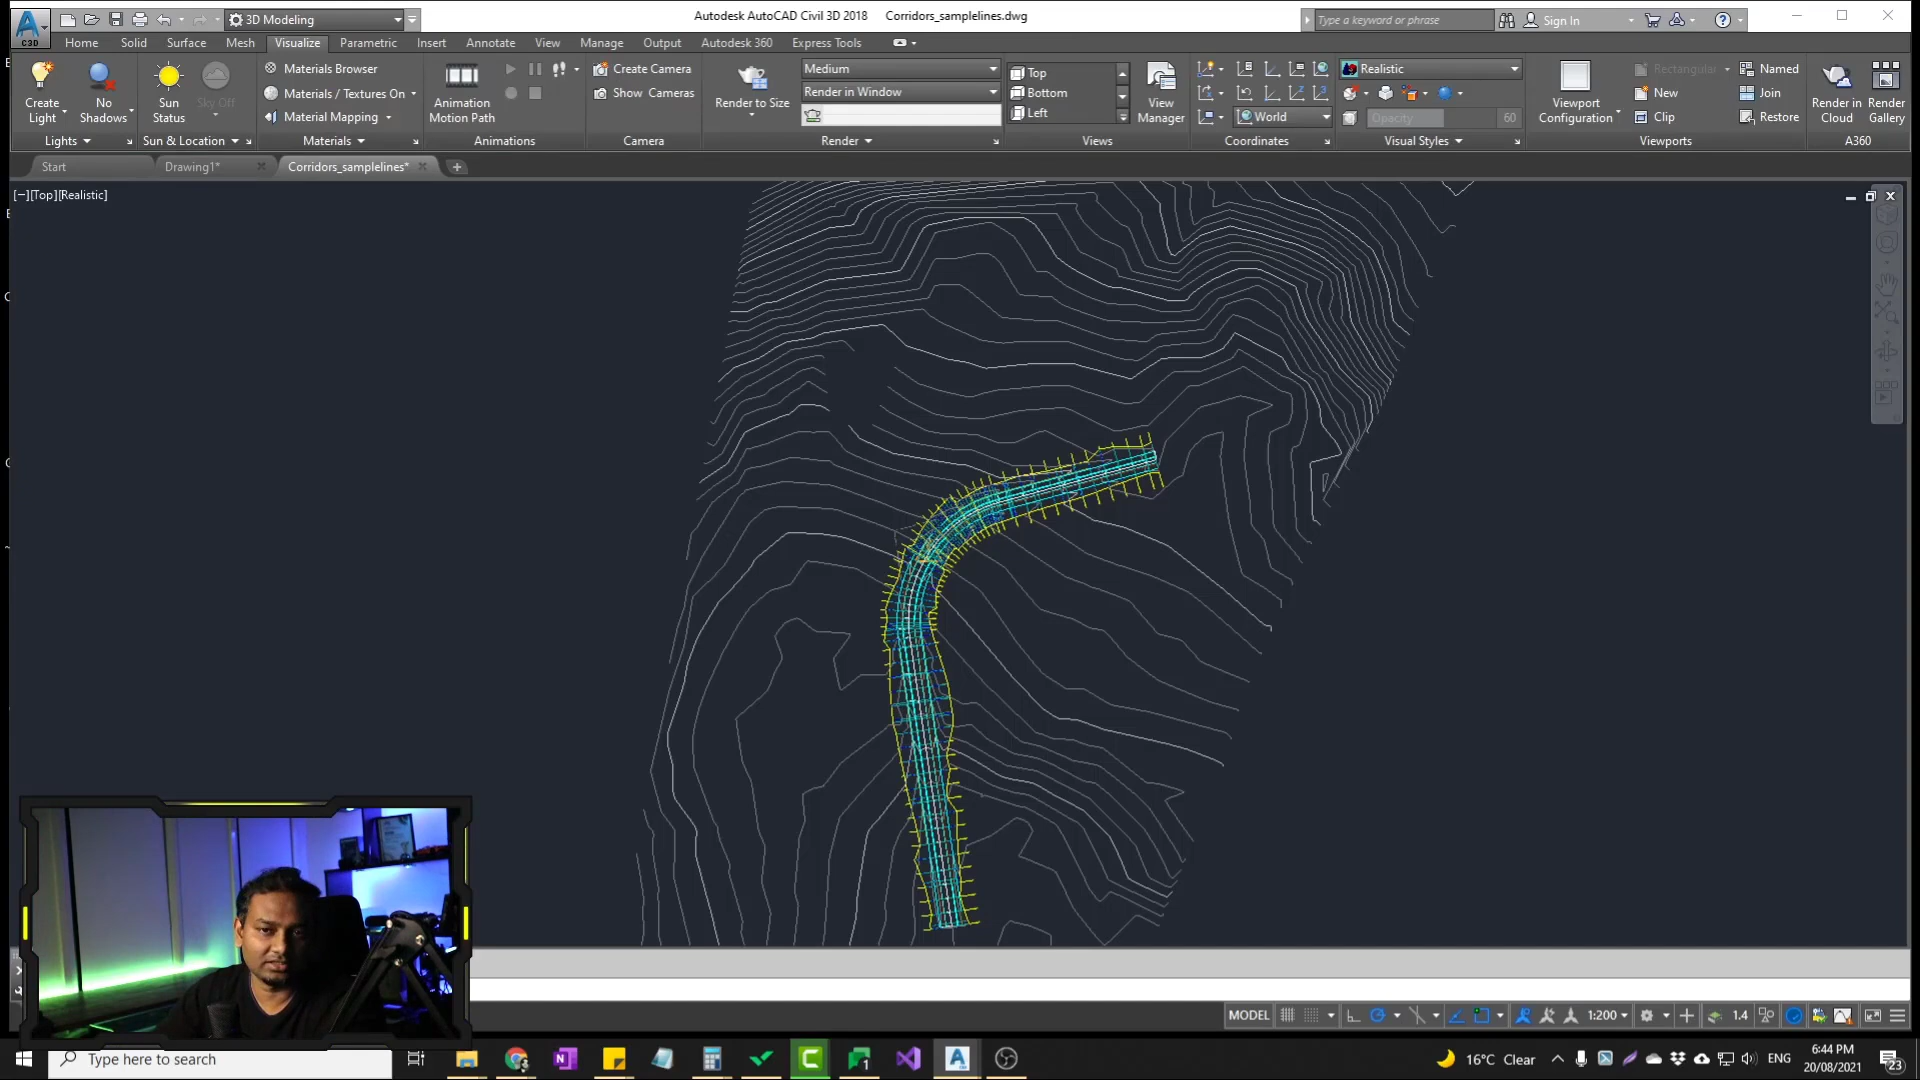 3D Modeling
Autodesk AutoCAD Civil 3D 2018 Corridors_samplelines.dwg
Type a keyword or phrase
Sign In
C3D
Home Solid Surface Mesh Visualize Parametric Insert Annotate View Manage Output Autodesk 360 Express Tools
Create Light
No Shadows
Lights
Sun Status
Sky Off
Sun & Location
Materials Browser
Materials / Textures On
Material Mapping
Materials
Animation Motion Path
Animations
Create Camera
Show Cameras
Camera
Render to Size
Medium
Render in Window
Render
Top
Bottom
Left
View Manager
Views
World
Coordinates
Realistic
Opacity 60
Visual Styles
Viewport Configuration
Rectangular
New
Clip
Named
Join
Restore
Viewports
Render in Cloud
Render Gallery
A360
Start Drawing1* Corridors_samplelines*
[−][Top][Realistic]
MODEL 1:200 1.4
Type here to search
16°C Clear
ENG
6:44 PM
20/08/2021
23